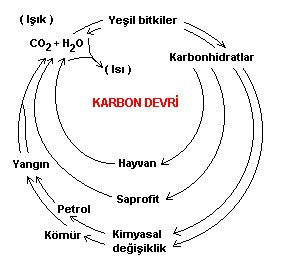 ( Işık )
Yeşil bitkiler
CO2 + H2O
Karbonhidratlar
( Isı )
KARBON DEVRİ
Yangın
Hayvan
Saprofit
Petrol
Kömür
Kimyasal
değişiklik